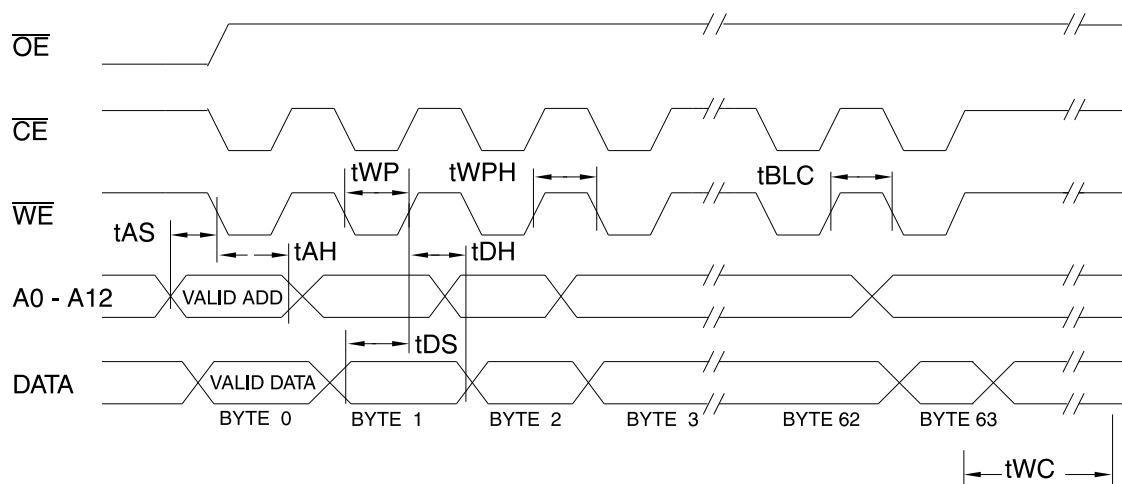 OE
CE
tWP
tWPH
tBLC
WE
tAS
tAH
tDH
A0 - A12
VALID ADD
tDS
DATA
VALID DATA
BYTE 0
BYTE 1
BYTE 2
BYTE 3
BYTE 62
BYTE 63
tWC